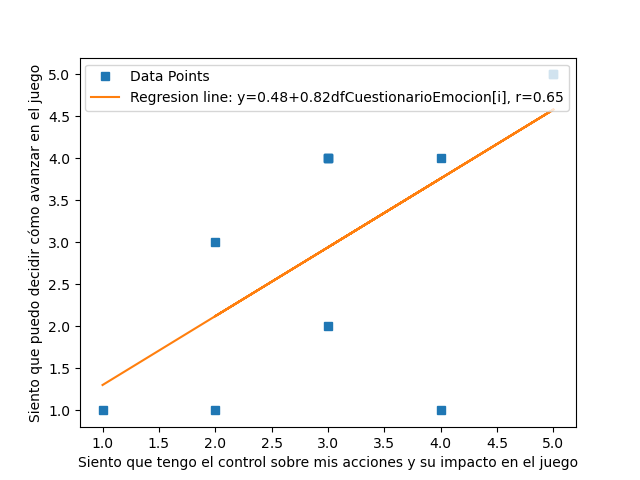 Data Points
Regresion line: y=0.48+0.82dfCuestionarioEmocion[i], r=0.65
Siento que puedo decidir cómo avanzar en el juego
5.0
4.5
4.0
3.5
3.0
2.5
2.0
1.5
1.0
1.0 1.5 2.0 2.5 3.0 3.5 4.0 4.5 5.0
Siento que tengo el control sobre mis acciones y su impacto en el juego